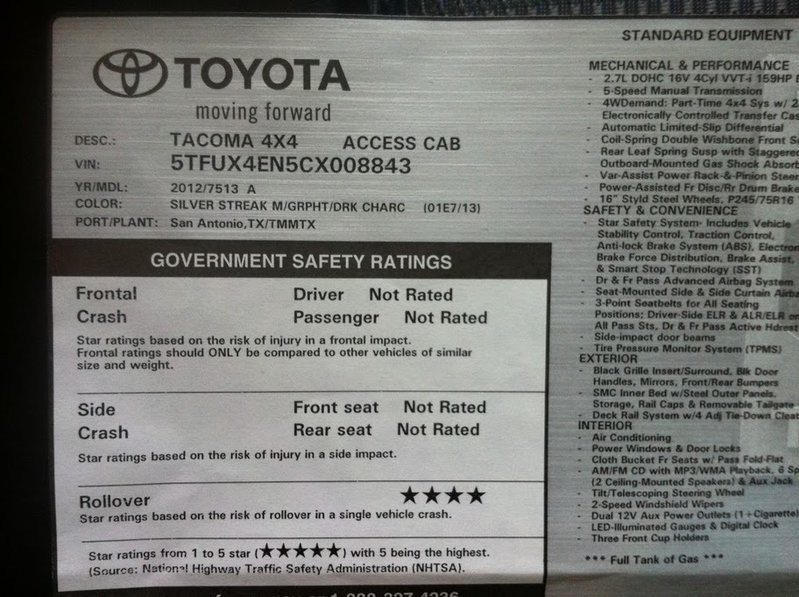 TOYOTA
moving forward
DESC.: TACOMA 4X4 ACCESS CAB
VIN: 5TFUX4EN5CX008843
YR/MDL: 2012/7513 A
COLOR: SILVER STREAK M/GRPHT/DRK CHARC (01E7/13)
PORT/PLANT: San Antonio,TX/TMMTX
GOVERNMENT SAFETY RATINGS
Frontal Driver Not Rated
Crash Passenger Not Rated
Star ratings based on the risk of injury in a frontal impact.
Frontal ratings should ONLY be compared to other vehicles of similar
size and weight.
Side Front seat Not Rated
Crash Rear seat Not Rated
Star ratings based on the risk of injury in a side impact.
Rollover ★★★★
Star ratings based on the risk of rollover in a single vehicle crash.
Star ratings from 1 to 5 star (★★★★★) with 5 being the highest.
(Source: National Highway Traffic Safety Administration (NHTSA).
STANDARD EQUIPMENT
MECHANICAL & PERFORMANCE
- 2.7L DOHC 16V 4Cyl VVT-i 159HP
- 5-Speed Manual Transmission
- 4WDemand: Part-Time 4x4 Sys w/
Electronically Controlled Transfer
- Automatic Limited-Slip Differential
- Coil-Spring Double Wishbone Front
- Rear Leaf Spring Susp with Staggered
Outboard-Mounted Gas Shock
- Var-Assist Power Rack-&-Pinion
- Power-Assisted Fr Disc/Rr Drum
- 16" Styld Steel Wheels, P245/75R16
SAFETY & CONVENIENCE
- Star Safety System- Includes Vehicle
Stability Control, Traction Control,
Anti-lock Brake System (ABS),
Brake Force Distribution, Brake Assist,
& Smart Stop Technology (SST)
- Dr & Fr Pass Advanced Airbag System
- Seat-Mounted Side & Side Curtain
- 3-Point Seatbelts for All Seating
Positions; Driver-Side ELR & ALR/ELR on
All Pass Sts, Dr & Fr Pass Active Hdrest
- Side-impact door beams
- Tire Pressure Monitor System (TPMS)
EXTERIOR
- Black Grille Insert/Surround, Blk Door
Handles, Mirrors, Front/Rear Bumpers
- SMC Inner Bed w/Steel Outer Panels.
Storage, Rail Caps & Removable Tailgate
- Deck Rail System w/4 Adj Tie-Down
INTERIOR
- Air Conditioning
- Power Windows & Door Locks
- Cloth Bucket Fr Seats w/ Pass Fold-Flat
- AM/FM CD with MP3/WMA Playback, 6
(2 Ceiling-Mounted Speakers) & Aux Jack
- Tilt/Telescoping Steering Wheel
- 2-Speed Windshield Wipers
- Dual 12V Aux Power Outlets (1+Cigarette)
- LED-Illuminated Gauges & Digital Clock
- Three Front Cup Holders
*** Full Tank of Gas ***